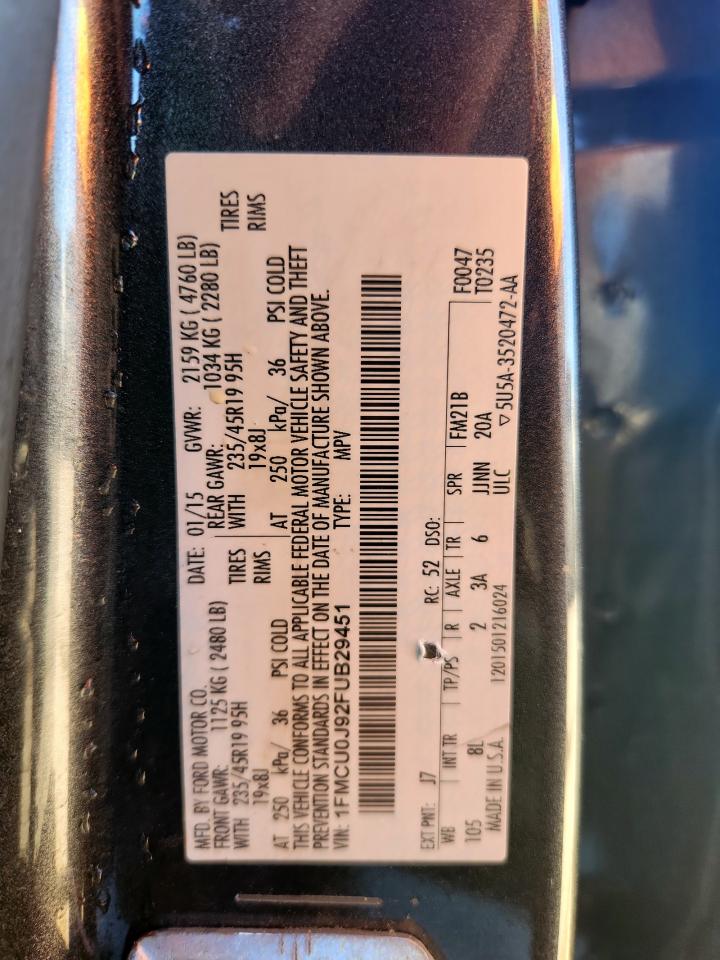 MFD. BY FORD MOTOR CO.
DATE: 01/15 GVWR: 2159 KG ( 4760 LB)
FRONT GAWR: 1125 KG ( 2480 LB)
REAR GAWR: 1034 KG ( 2280 LB)
WITH 235/45R19 95H TIRES
WITH 235/45R19 95H TIRES
19x8J RIMS
19x8J RIMS
AT 250 kPa/ 36 PSI COLD
AT 250 kPa/ 36 PSI COLD
THIS VEHICLE CONFORMS TO ALL APPLICABLE FEDERAL MOTOR VEHICLE SAFETY AND THEFT
PREVENTION STANDARDS IN EFFECT ON THE DATE OF MANUFACTURE SHOWN ABOVE.
VIN: 1FMCU0J92FUB29451 TYPE: MPV
EXT PNT: J7 RC: 52 DSO: F0047
WB INT TR TP/PS R AXLE TR SPR FM21B T0235
105 8L 2 3A 6 JJNN 20A
ULC
MADE IN U.S.A. 1201501216024 ▽5U5A-3520472-AA